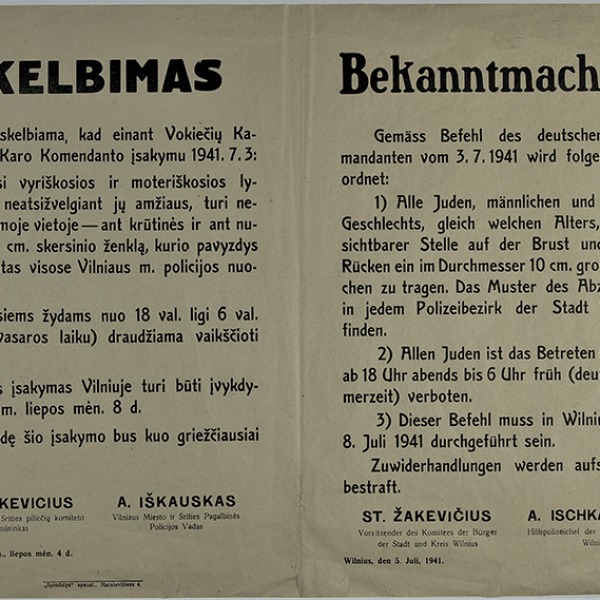 KELBIMAS
skelbiama, kad einant Vokiečių Ka-
Karo Komendanto įsakymu 1941. 7. 3:
si vyriškosios ir moteriškosios ly-
neatsižvelgiant jų amžiaus, turi ne-
moje vietoje — ant krūtinės ir ant nu-
cm. skersinio ženklą, kurio pavyzdys
tas visose Vilniaus m. policijos nuo-
siems žydams nuo 18 val. ligi 6 val.
vasaros laiku) draudžiama vaikščioti
s įsakymas Vilniuje turi būti įvykdy-
m. liepos mėn. 8 d.
dę šio įsakymo bus kuo griežčiausiai
KEVICIUS A. IŠKAUSKAS
Srities piliečių komiteto Vilniaus Miesto ir Srities Pagalbinės
mininkas Policijos Vadas
, liepos mėn. 4 d.
„Spindulys" spaust.,
Bekanntmach
Gemäss Befehl des deutschen
mandanten vom 3. 7. 1941 wird folge
ordnet:
1) Alle Juden, männlichen und
Geschlechts, gleich welchen Alters,
sichtbarer Stelle auf der Brust und
Rücken ein im Durchmesser 10 cm. gro
chen zu tragen. Das Muster des Abz
in jedem Polizeibezirk der Stadt
finden.
2) Allen Juden ist das Betreten
ab 18 Uhr abends bis 6 Uhr früh (deu
merzeit) verboten.
3) Dieser Befehl muss in Wilni
8. Juli 1941 durchgeführt sein.
Zuwiderhandlungen werden aufs
bestraft.
ST. ŽAKEVIČIUS A. ISCHKA
Vorsitzender des Komitees der Bürger Hilfspolizeichef der
der Stadt und Kreis Wilnius Wiln
Wilnius, den 5. Juli, 1941.